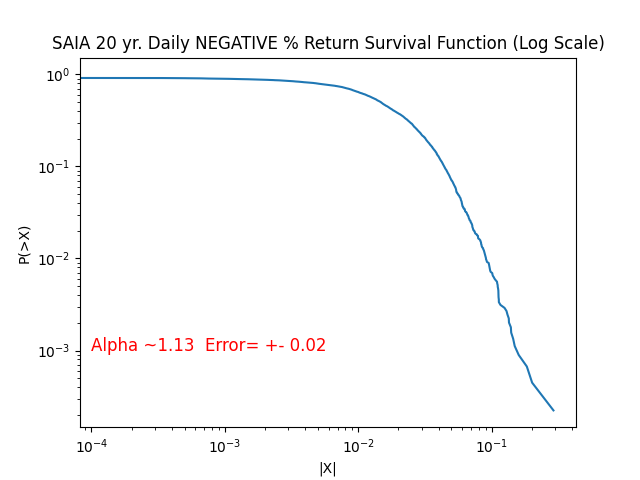 SAIA 20 yr. Daily NEGATIVE % Return Survival Function (Log Scale)
10⁰
10⁻¹
10⁻²
10⁻³
P(>X)
Alpha ~1.13  Error= +- 0.02
10⁻⁴ 10⁻³ 10⁻² 10⁻¹
|X|